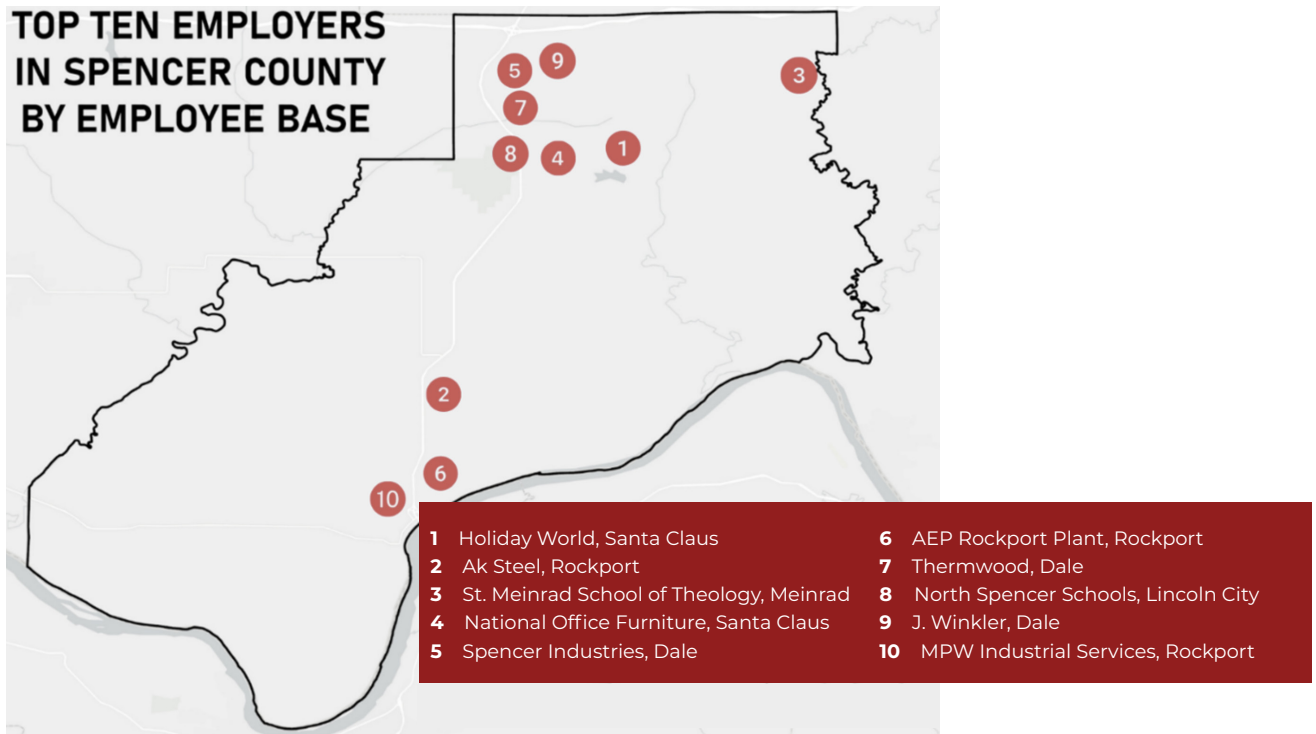 TOP TEN EMPLOYERS
IN SPENCER COUNTY
BY EMPLOYEE BASE
9
5
3
7
8
4
1
2
6
10
1 Holiday World, Santa Claus
2 Ak Steel, Rockport
3 St. Meinrad School of Theology, Meinrad
4 National Office Furniture, Santa Claus
5 Spencer Industries, Dale
6 AEP Rockport Plant, Rockport
7 Thermwood, Dale
8 North Spencer Schools, Lincoln City
9 J. Winkler, Dale
10 MPW Industrial Services, Rockport